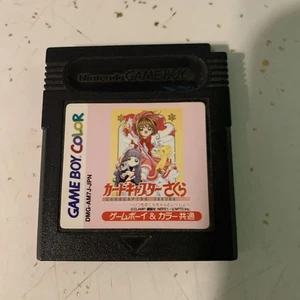 Nintendo GAME BOY
GAME BOY COLOR
DMG-AM7J-JPN
カードキャプターさくら
CARDCAPTOR SAKURA
ゲームボーイ&カラー共通